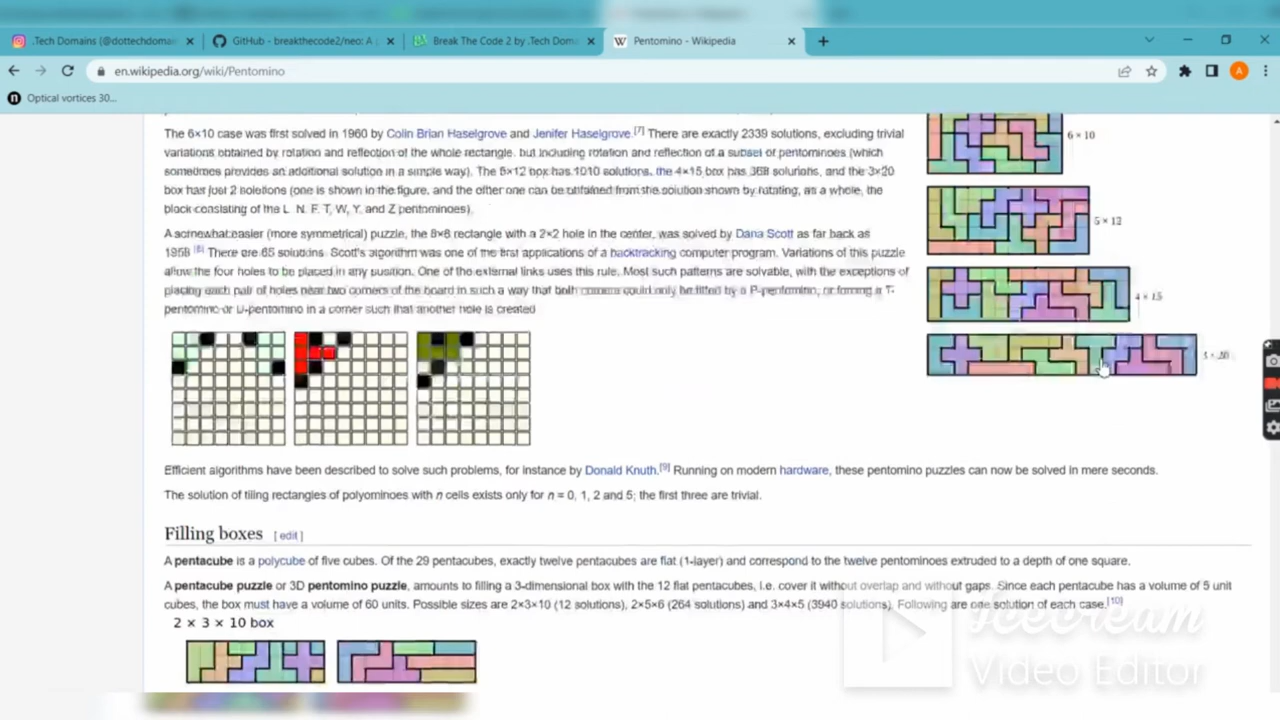 .Tech Domains (@dottechdomai
GitHub - breakthecode2/neo: A
Break The Code 2 by .Tech Dom
Pentomino - Wikipedia
en.wikipedia.org/wiki/Pentomino
A
Optical vortices 30...
The 6×10 case was first solved in 1960 by Colin Brian Haselgrove and Jenifer Haselgrove.[7] There are exactly 2339 solutions, excluding trivial
variations obtained by rotation and reflection of the whole rectangle, but including rotation and reflection of a subset of pentominoes (which
sometimes provides an additional solution in a simple way). The 5×12 box has 1010 solutions, the 4×15 box has 368 solutions, and the 3×20
box has just 2 solutions (one is shown in the figure, and the other one can be obtained from the solution shown by rotating, as a whole, the
block consisting of the L, N, F, T, W, Y, and Z pentominoes).
A somewhat easier (more symmetrical) puzzle, the 8×8 rectangle with a 2×2 hole in the center, was solved by Dana Scott as far back as
1958.[8] There are 65 solutions. Scott's algorithm was one of the first applications of a backtracking computer program. Variations of this puzzle
allow the four holes to be placed in any position. One of the external links uses this rule. Most such patterns are solvable, with the exceptions of
placing each pair of holes near two corners of the board in such a way that both corners could only be fitted by a P-pentomino, or forcing a T-
pentomino or U-pentomino in a corner such that another hole is created
6 × 10
5 × 12
4 × 15
3 × 20
Efficient algorithms have been described to solve such problems, for instance by Donald Knuth.[9] Running on modern hardware, these pentomino puzzles can now be solved in mere seconds.
The solution of tiling rectangles of polyominoes with n cells exists only for n = 0, 1, 2 and 5; the first three are trivial.
Filling boxes [ edit ]
A pentacube is a polycube of five cubes. Of the 29 pentacubes, exactly twelve pentacubes are flat (1-layer) and correspond to the twelve pentominoes extruded to a depth of one square.
A pentacube puzzle or 3D pentomino puzzle, amounts to filling a 3-dimensional box with the 12 flat pentacubes, i.e. cover it without overlap and without gaps. Since each pentacube has a volume of 5 unit
cubes, the box must have a volume of 60 units. Possible sizes are 2×3×10 (12 solutions), 2×5×6 (264 solutions) and 3×4×5 (3940 solutions). Following are one solution of each case.[10]
2 × 3 × 10 box
Icecream
Video Editor